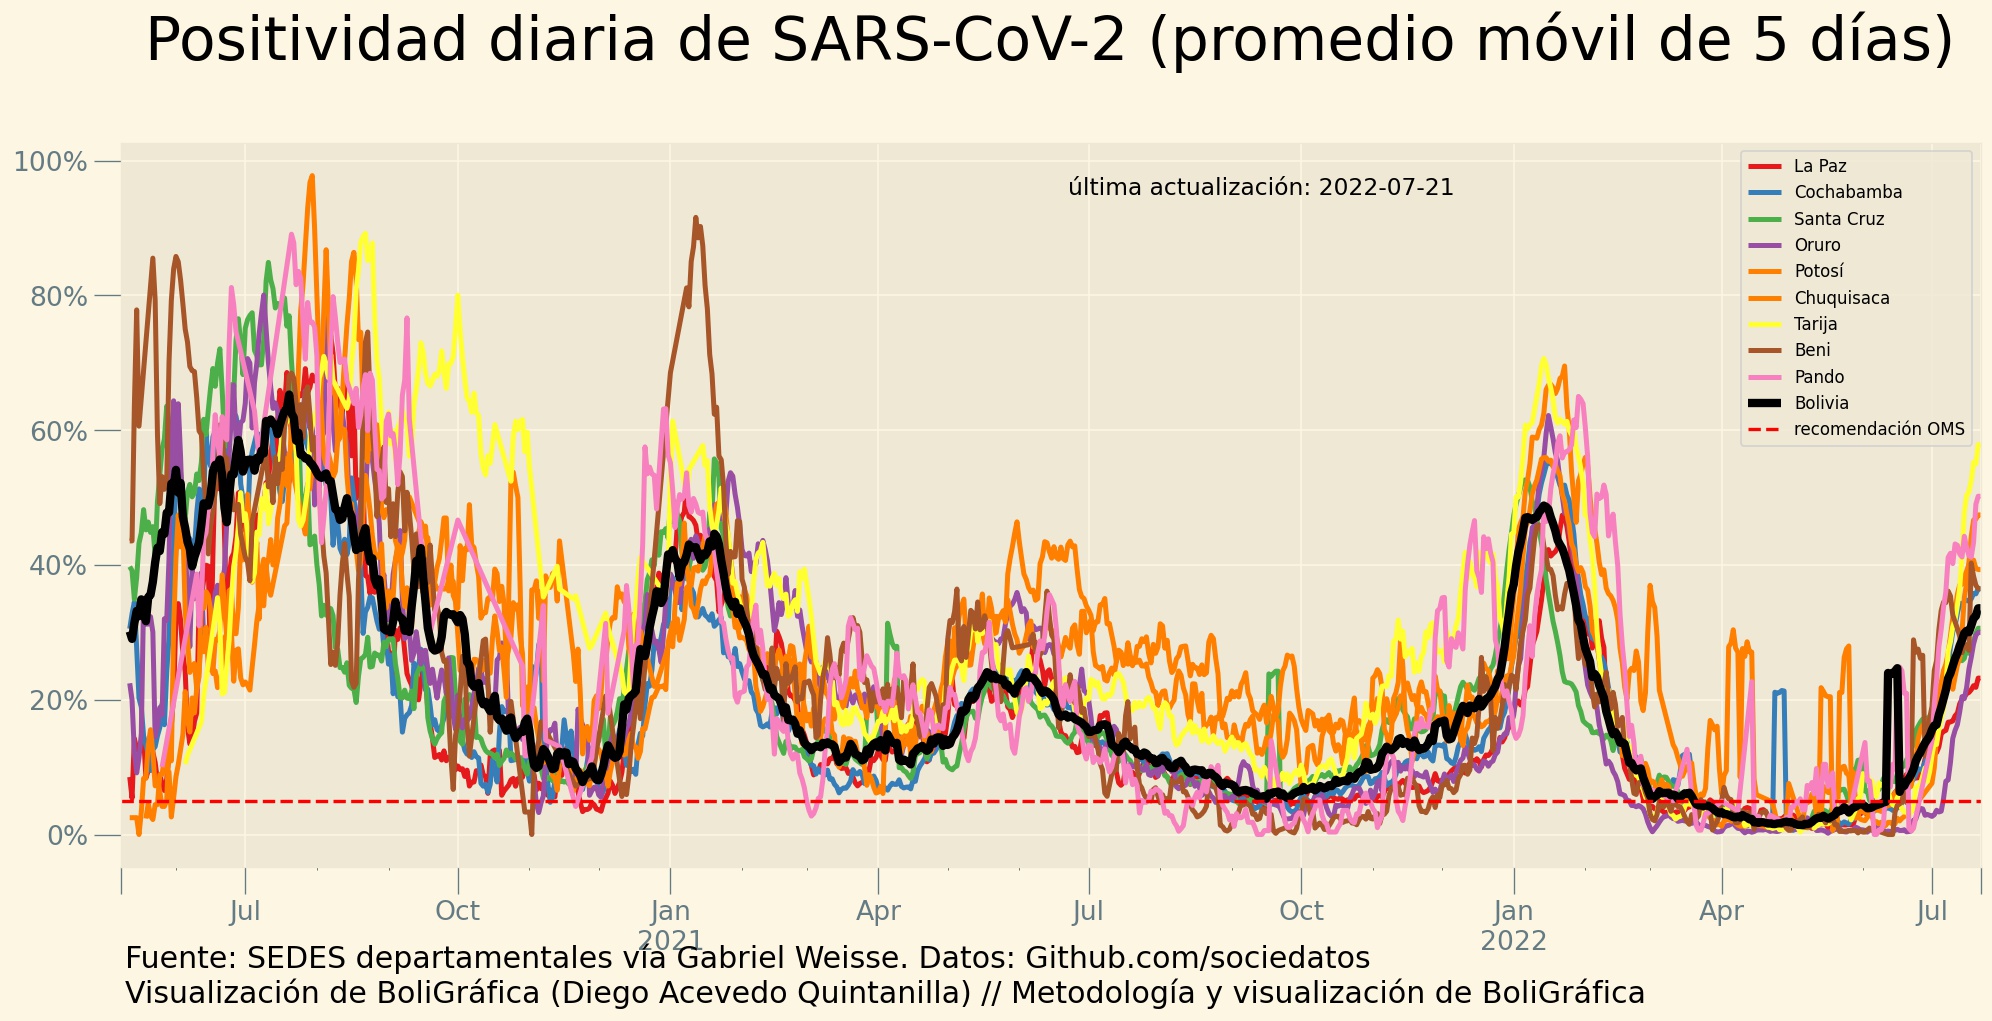 Positividad diaria de SARS-CoV-2 (promedio móvil de 5 días)
última actualización: 2022-07-21
100%
80%
60%
40%
20%
0%
La Paz
Cochabamba
Santa Cruz
Oruro
Potosí
Chuquisaca
Tarija
Beni
Pando
Bolivia
recomendación OMS
Jul
Oct
Jan
2021
Apr
Jul
Oct
Jan
2022
Apr
Jul
Fuente: SEDES departamentales vía Gabriel Weisse. Datos: Github.com/sociedatos
Visualización de BoliGráfica (Diego Acevedo Quintanilla) // Metodología y visualización de BoliGráfica